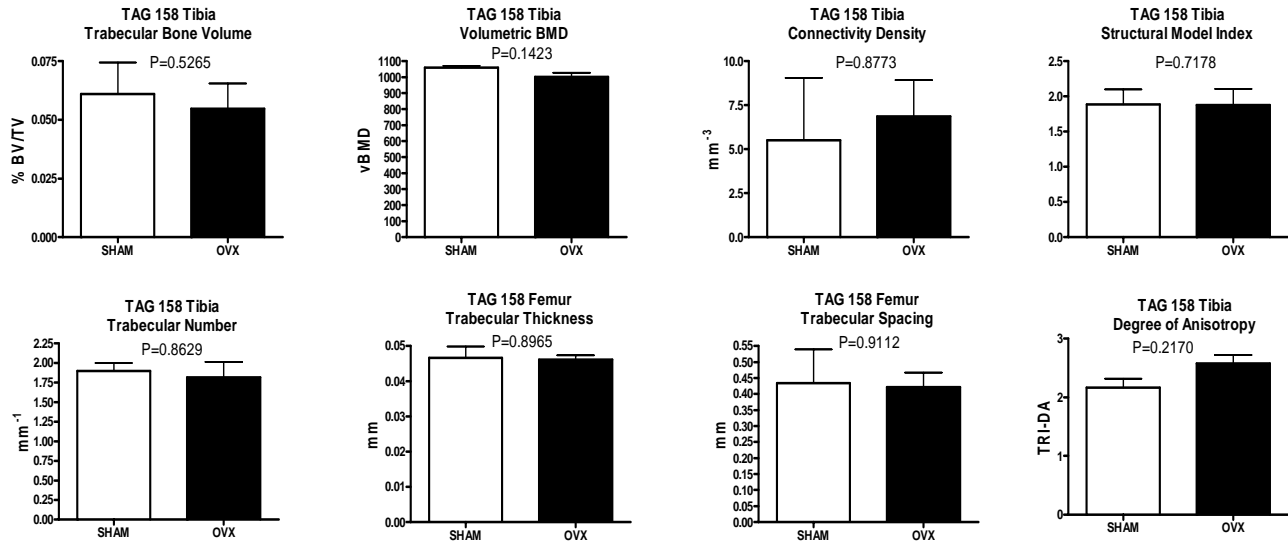 TAG 158 Tibia
Trabecular Bone Volume
P=0.5265
0.075
0.050
0.025
0.000
% BV/TV
SHAM
OVX
TAG 158 Tibia
Volumetric BMD
P=0.1423
1100
1000
900
800
700
600
500
400
300
200
100
0
vBMD
SHAM
OVX
TAG 158 Tibia
Connectivity Density
P=0.8773
10.0
7.5
5.0
2.5
0.0
mm-3
SHAM
OVX
TAG 158 Tibia
Structural Model Index
P=0.7178
2.5
2.0
1.5
1.0
0.5
0.0
SHAM
OVX
TAG 158 Tibia
Trabecular Number
P=0.8629
2.25
2.00
1.75
1.50
1.25
1.00
0.75
0.50
0.25
0.00
mm-1
SHAM
OVX
TAG 158 Femur
Trabecular Thickness
P=0.8965
0.05
0.04
0.03
0.02
0.01
0.00
mm
SHAM
OVX
TAG 158 Femur
Trabecular Spacing
P=0.9112
0.55
0.50
0.45
0.40
0.35
0.30
0.25
0.20
0.15
0.10
0.05
0.00
mm
SHAM
OVX
TAG 158 Tibia
Degree of Anisotropy
P=0.2170
3
2
1
0
TRI-DA
SHAM
OVX